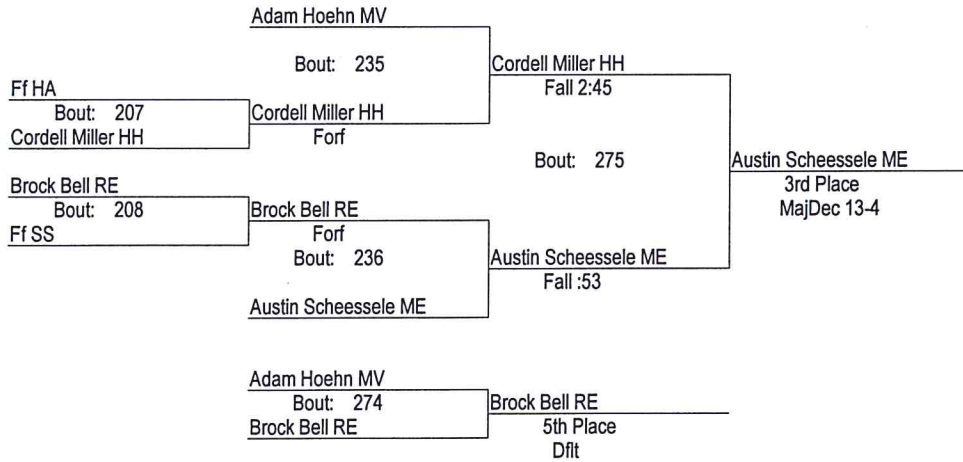 Adam Hoehn MV
Bout: 235
Cordell Miller HH
Fall 2:45
Ff HA
Bout: 207
Cordell Miller HH
Cordell Miller HH
Forf
Bout: 275
Austin Scheessele ME
3rd Place
MajDec 13-4
Brock Bell RE
Bout: 208
Ff SS
Brock Bell RE
Forf
Bout: 236
Austin Scheessele ME
Fall :53
Austin Scheessele ME
Adam Hoehn MV
Bout: 274
Brock Bell RE
Brock Bell RE
5th Place
Dflt